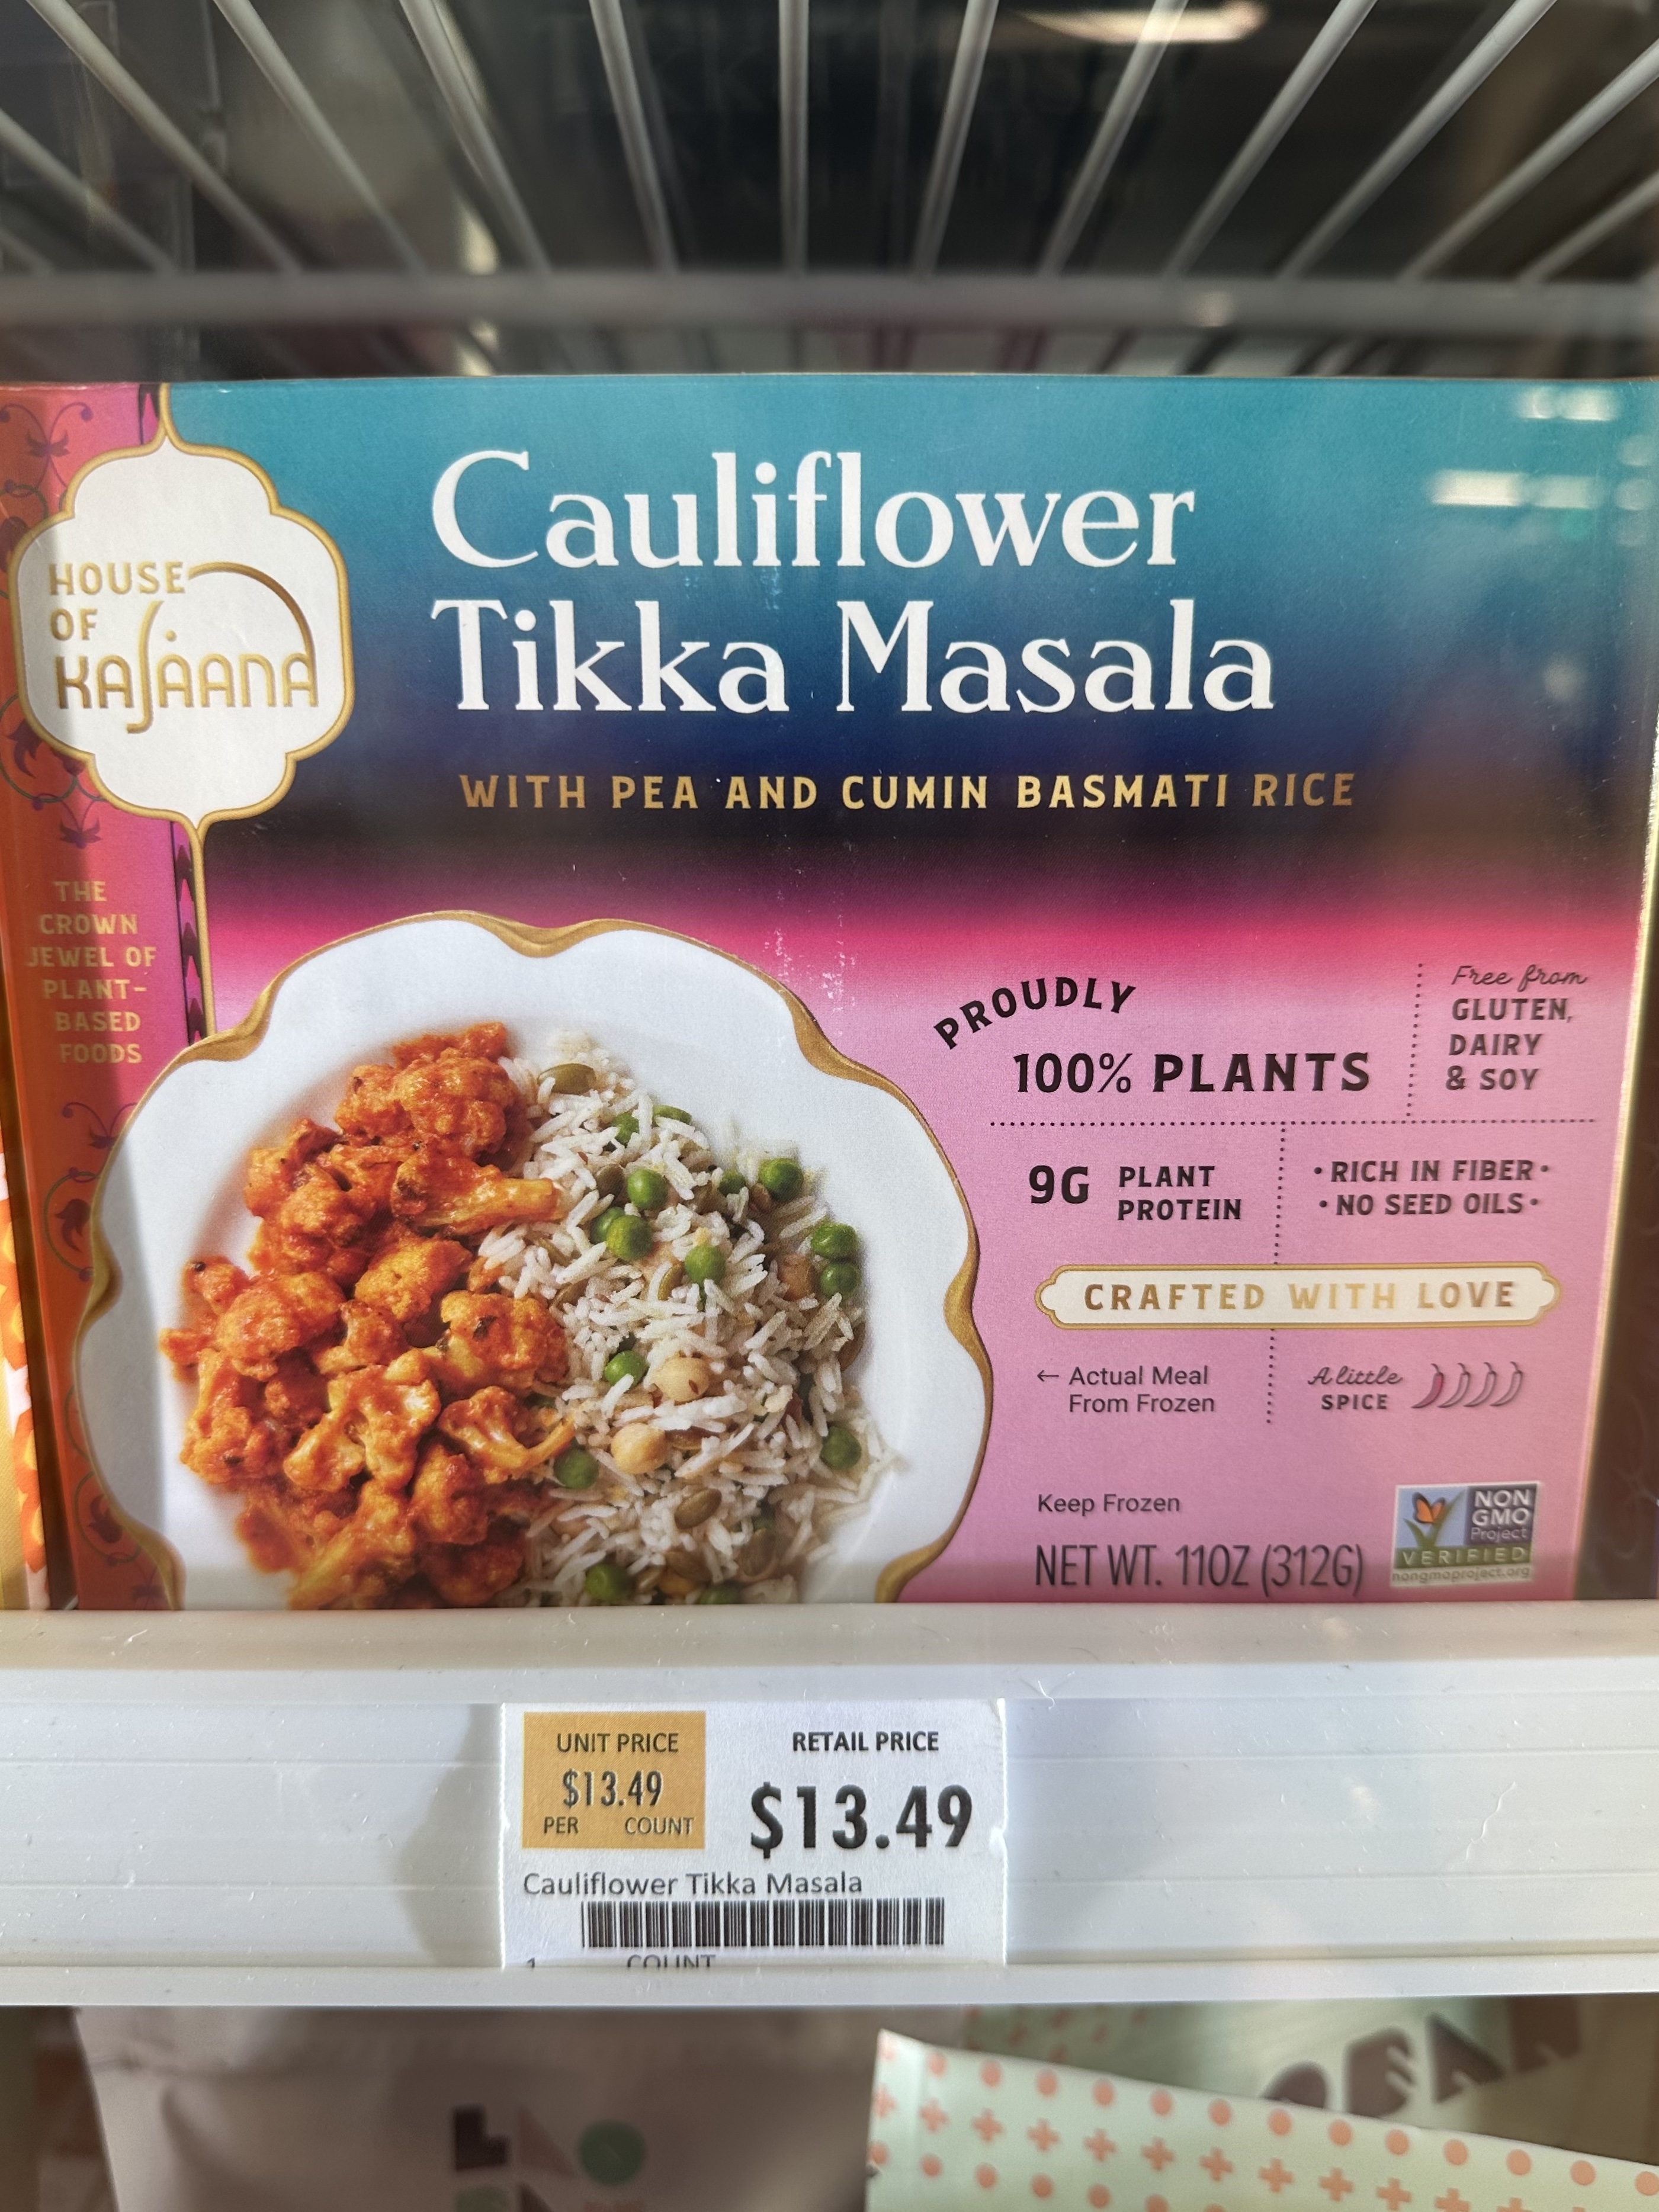 HOUSE
OF
KAJAANA
THE
CROWN
JEWEL OF
PLANT-
BASED
FOODS
Cauliflower
Tikka Masala
WITH PEA AND CUMIN BASMATI RICE
PROUDLY
100% PLANTS
Free from
GLUTEN,
DAIRY
& SOY
9G PLANT
PROTEIN
• RICH IN FIBER •
• NO SEED OILS •
CRAFTED WITH LOVE
← Actual Meal
From Frozen
A little
SPICE
Keep Frozen
NET WT. 11OZ (312G)
NON
GMO
Project
VERIFIED
nongmoproject.org
UNIT PRICE
$13.49
PER COUNT
RETAIL PRICE
$13.49
Cauliflower Tikka Masala
1 COUNT